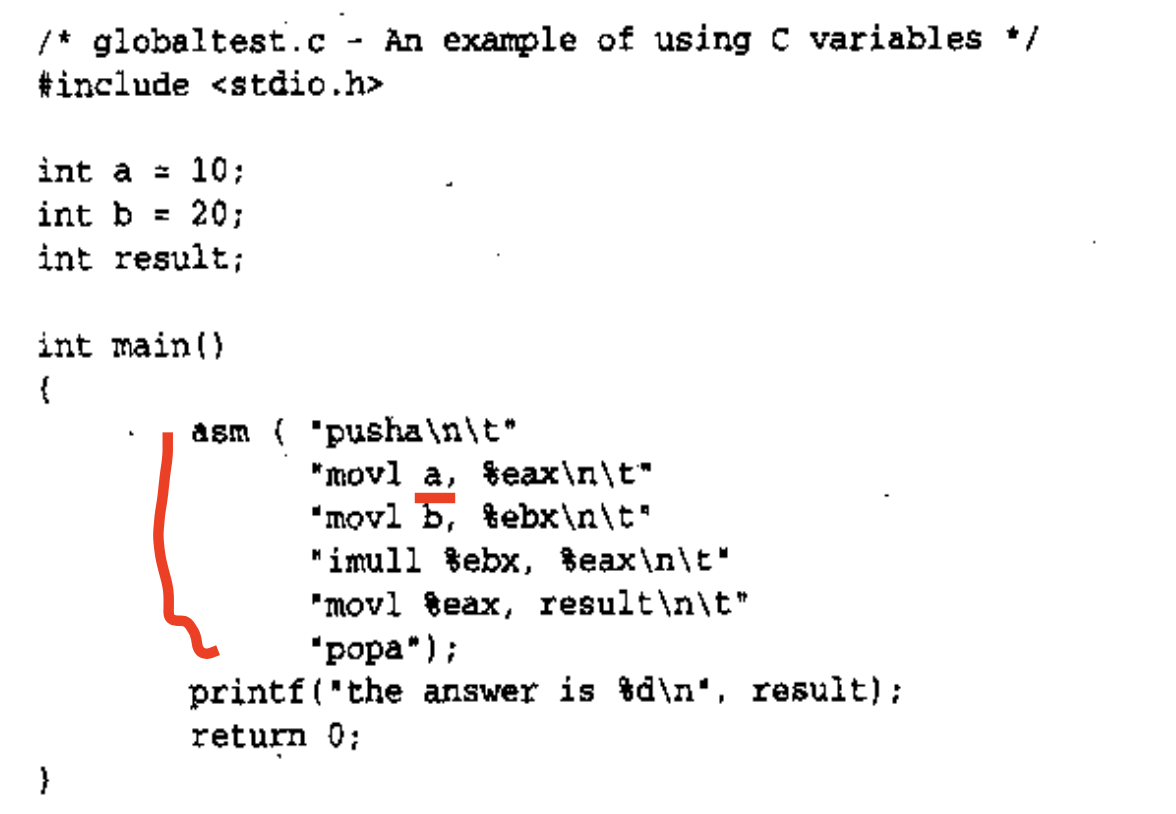 /* globaltest.c - An example of using C variables */
#include <stdio.h>
int a = 10;
int b = 20;
int result;
int main()
{
asm ( "pusha\n\t"
"movl a, %eax\n\t"
"movl b, %ebx\n\t"
"imull %ebx, %eax\n\t"
"movl %eax, result\n\t"
"popa");
printf("the answer is %d\n", result);
return 0;
}